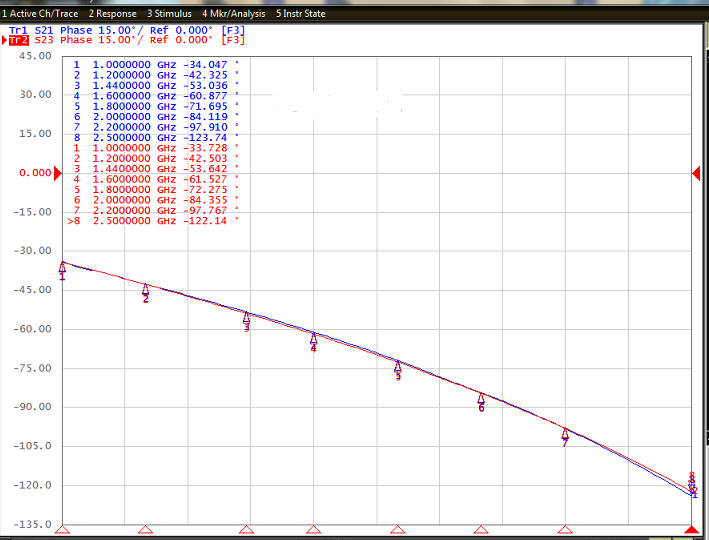 1 Active Ch/Trace 2 Response 3 Stimulus 4 Mkr/Analysis 5 Instr State
Tr1 S21 Phase 15.00°/ Ref 0.000° [F3]
Tr2 S23 Phase 15.00°/ Ref 0.000° [F3]
45.00
1 1.0000000 GHz -34.047 °
2 1.2000000 GHz -42.325 °
30.00
3 1.4400000 GHz -53.036 °
4 1.6000000 GHz -60.877 °
5 1.8000000 GHz -71.695 °
6 2.0000000 GHz -84.119 °
7 2.2000000 GHz -97.910 °
15.00
8 2.5000000 GHz -123.74 °
1 1.0000000 GHz -33.728 °
2 1.2000000 GHz -42.503 °
3 1.4400000 GHz -53.642 °
0.000
4 1.6000000 GHz -61.527 °
5 1.8000000 GHz -72.275 °
6 2.0000000 GHz -84.355 °
-15.00
7 2.2000000 GHz -97.767 °
>8 2.5000000 GHz -122.14 °
-30.00
1
-45.00
2
3
-60.00
4
-75.00
5
-90.00
6
7
-105.0
8
-120.0
-135.0